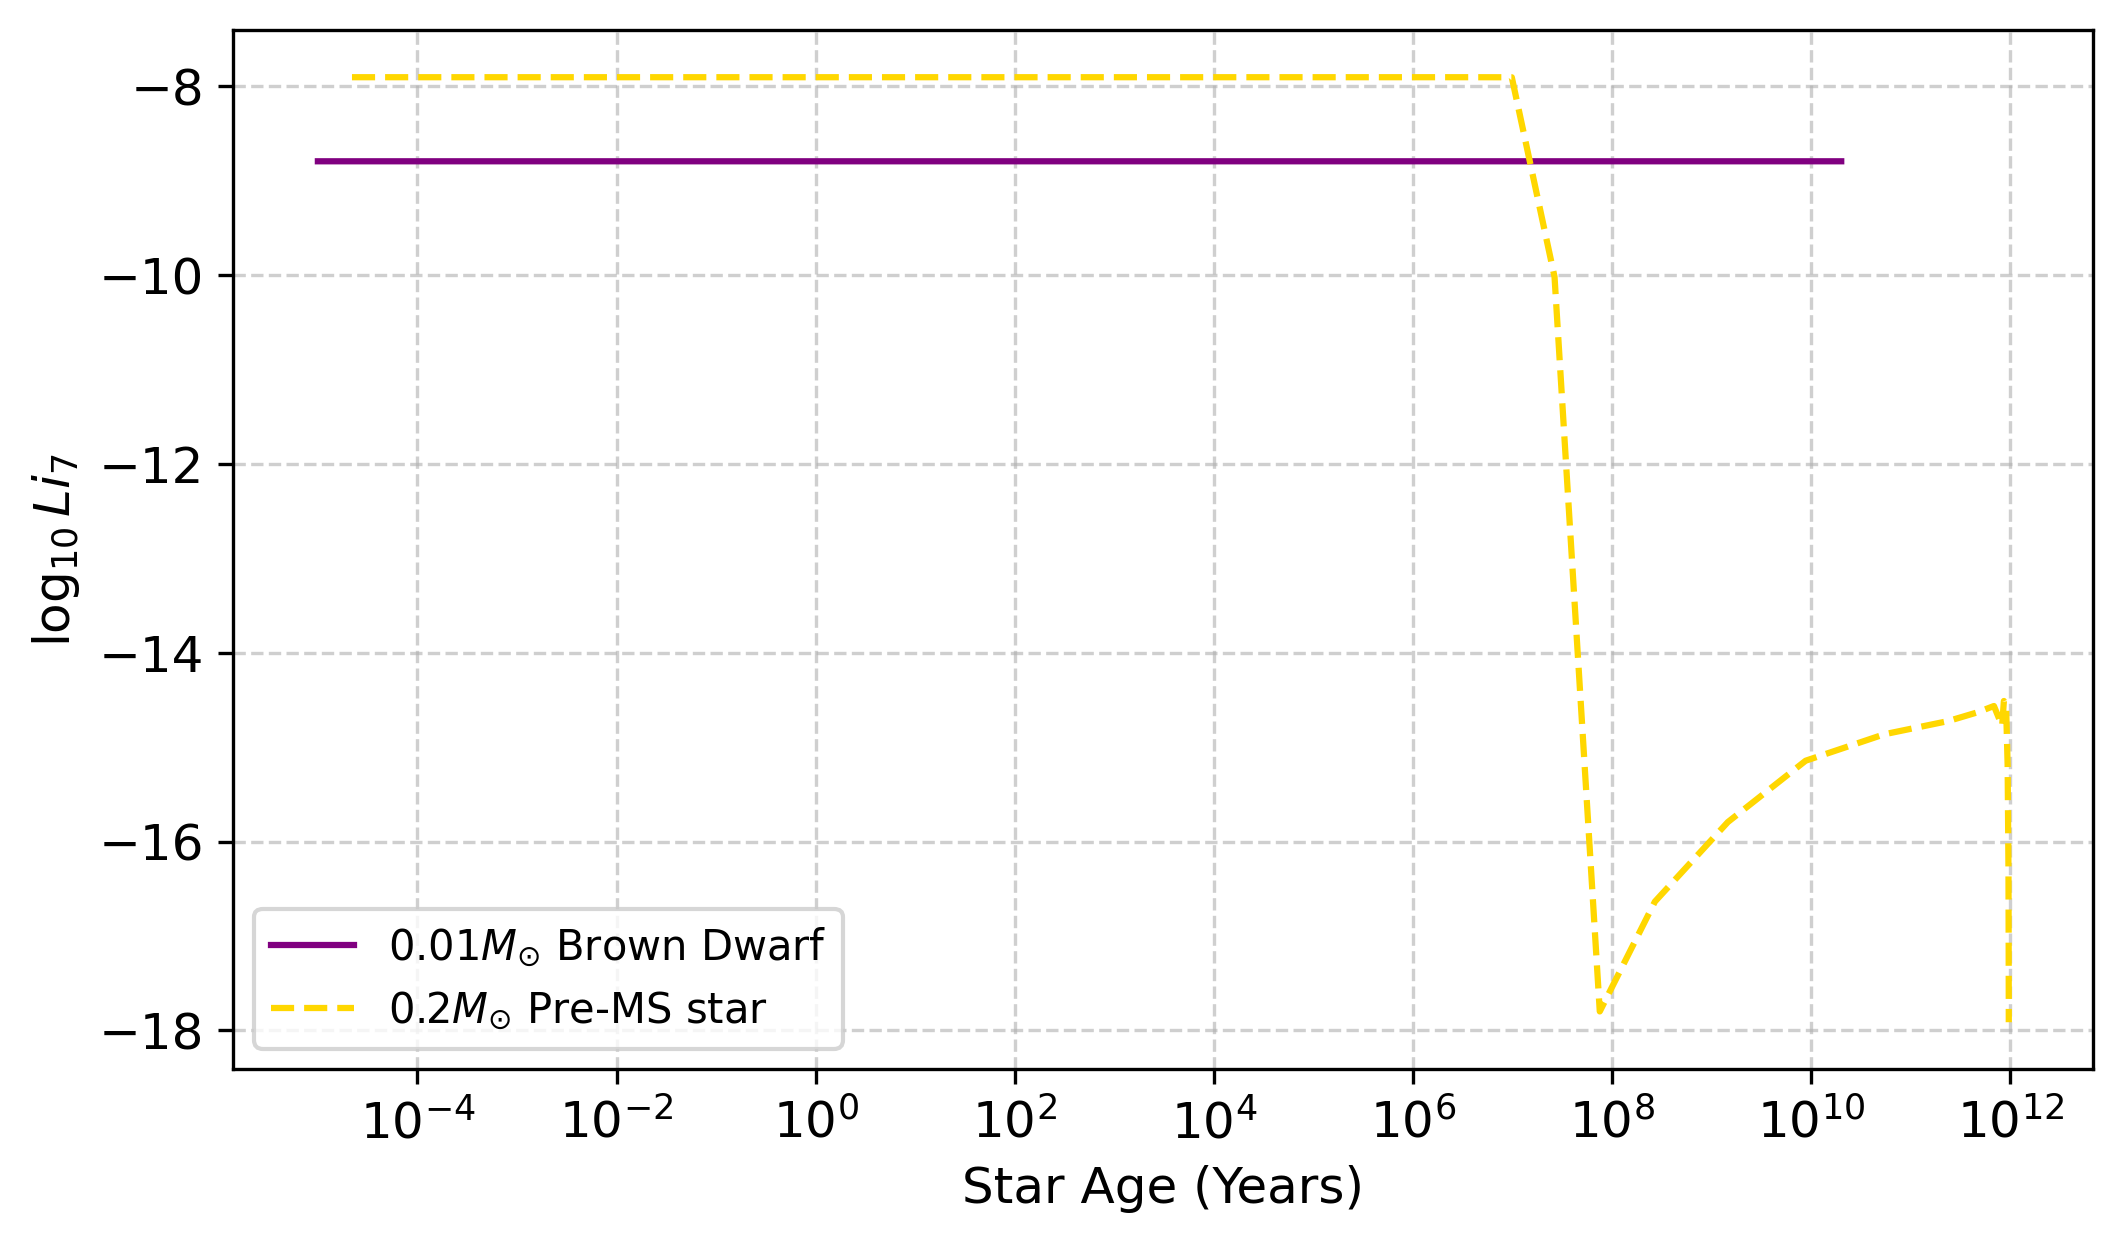 −8
−10
−12
−14
−16
−18
log₁₀ Li₇
0.01M⊙ Brown Dwarf
0.2M⊙ Pre-MS star
10⁻⁴ 10⁻² 10⁰ 10² 10⁴ 10⁶ 10⁸ 10¹⁰ 10¹²
Star Age (Years)